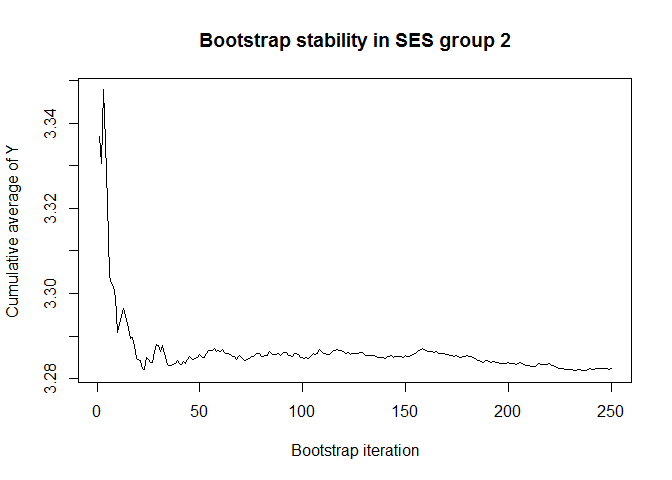 Bootstrap stability in SES group 2
Cumulative average of Y
3.34
3.32
3.30
3.28
0 50 100 150 200 250
Bootstrap iteration